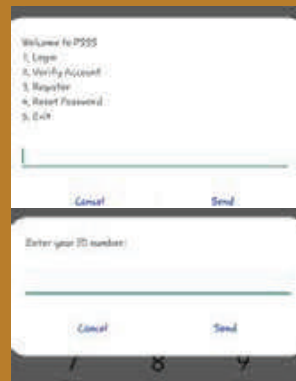 Welcome to PSSS
1, Login
2, Verify Account
3, Register
4, Reset Password
5, Exit
Cancel Send
Enter your ID number:
Cancel Send
7 8 9